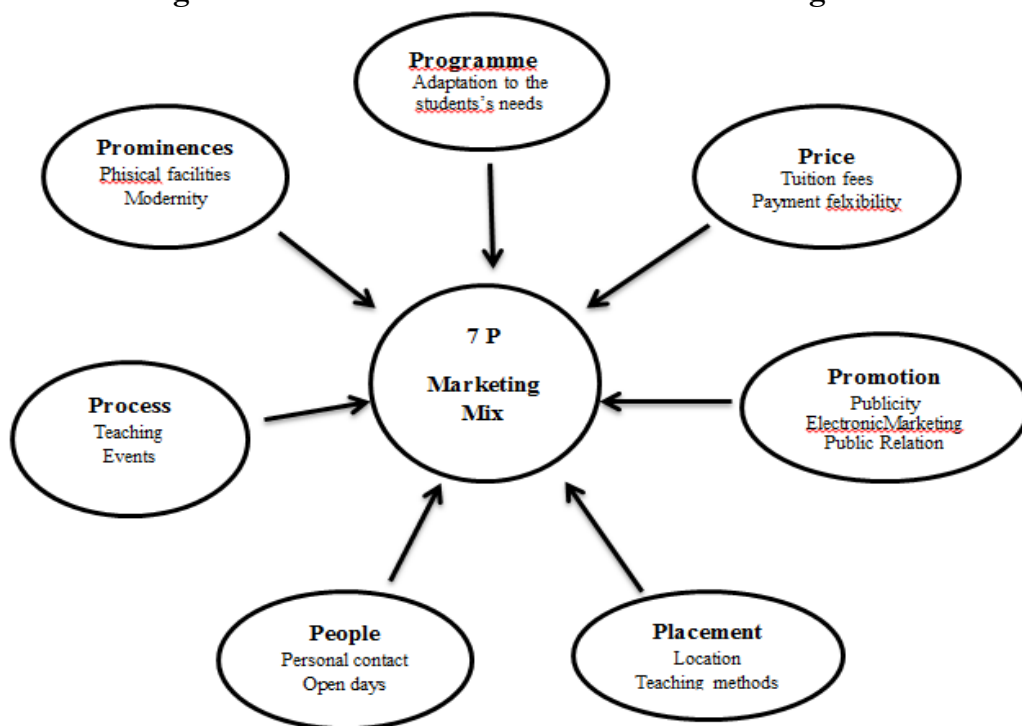 Programme
Adaptation to the
students's needs
Prominences
Phisical facilities
Modernity
Price
Tuition fees
Payment felxibility
7 P
Marketing
Mix
Promotion
Publicity
ElectronicMarketing
Public Relation
Process
Teaching
Events
People
Personal contact
Open days
Placement
Location
Teaching methods